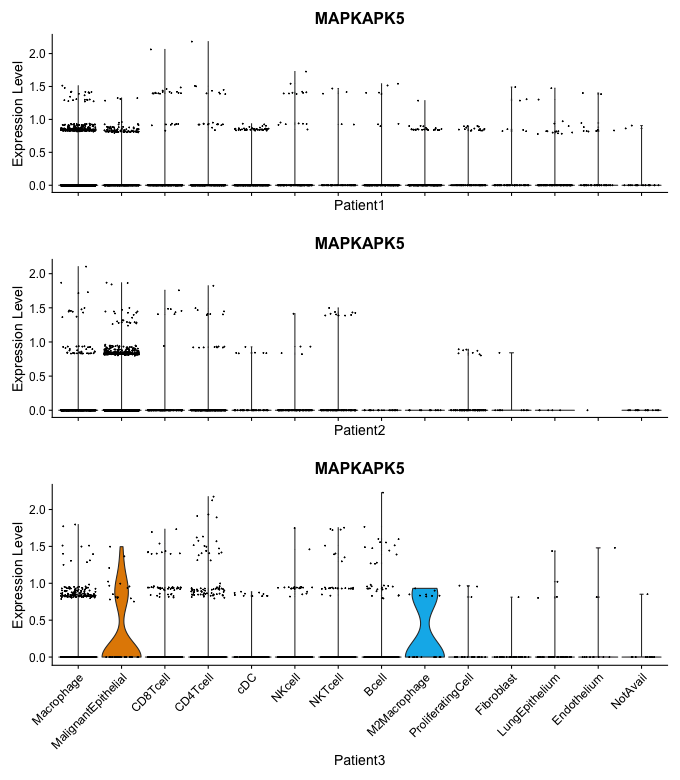 MAPKAPK5
Expression Level
2.0
1.5
1.0
0.5
0.0
Patient1
MAPKAPK5
Expression Level
2.0
1.5
1.0
0.5
0.0
Patient2
MAPKAPK5
Expression Level
2.0
1.5
1.0
0.5
0.0
Macrophage
MalignantEpithelial
CD8Tcell
CD4Tcell
cDC
NKcell
NKTcell
Bcell
M2Macrophage
ProliferatingCell
Fibroblast
LungEpithelium
Endothelium
NotAvail
Patient3